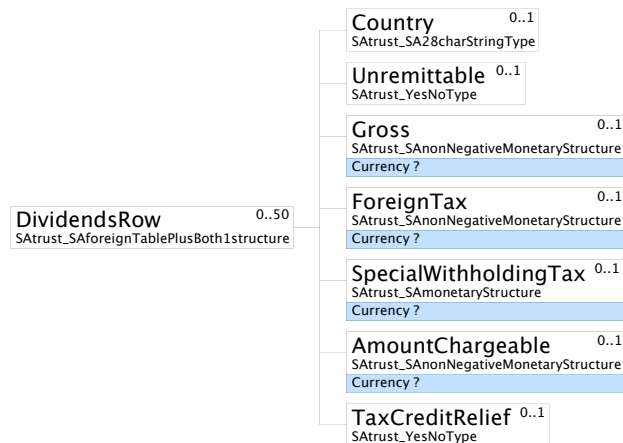 Country 0..1
SAtrust_SA28charStringType
Unremittable 0..1
SAtrust_YesNoType
Gross 0..1
SAtrust_SAnonNegativeMonetaryStructure
Currency ?
DividendsRow 0..50
SAtrust_SAforeignTablePlusBoth1structure
ForeignTax 0..1
SAtrust_SAnonNegativeMonetaryStructure
Currency ?
SpecialWithholdingTax 0..1
SAtrust_SAmonetaryStructure
Currency ?
AmountChargeable 0..1
SAtrust_SAnonNegativeMonetaryStructure
Currency ?
TaxCreditRelief 0..1
SAtrust_YesNoType